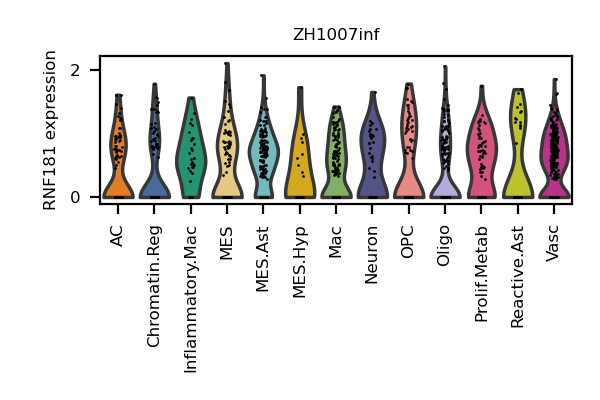 ZH1007inf
RNF181 expression
2
0
AC
Chromatin.Reg
Inflammatory.Mac
MES
MES.Ast
MES.Hyp
Mac
Neuron
OPC
Oligo
Prolif.Metab
Reactive.Ast
Vasc